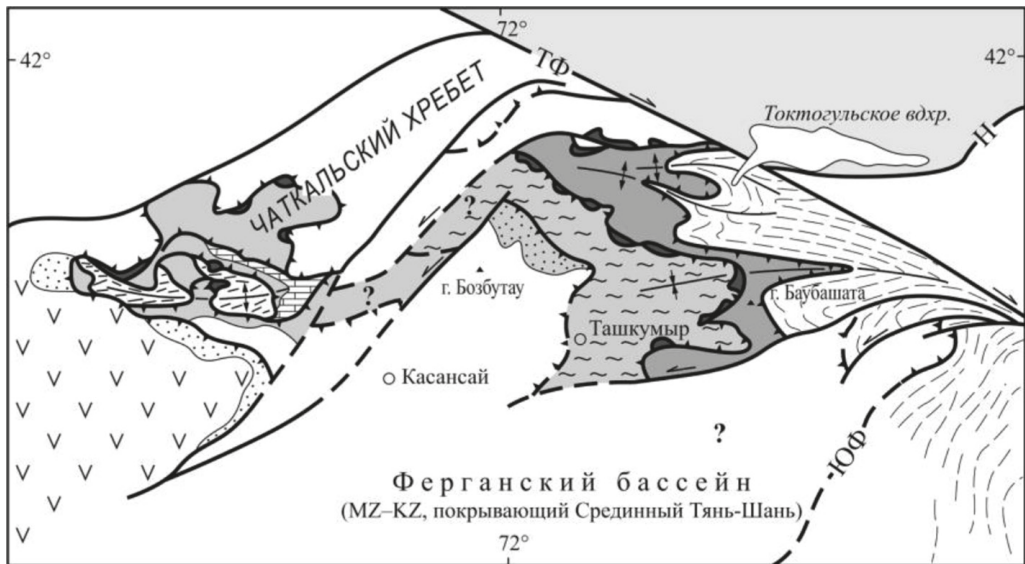 72°
42°
42°
ТФ
ЧАТКАЛЬСКИЙ ХРЕБЕТ
Токтогульское вдхр.
Н
?
г. Бозбутау
?
г. Баубашата
Ташкумыр
Касансай
?
ЮФ
Ферганский бассейн
(MZ–KZ, покрывающий Срединный Тянь-Шань)
72°